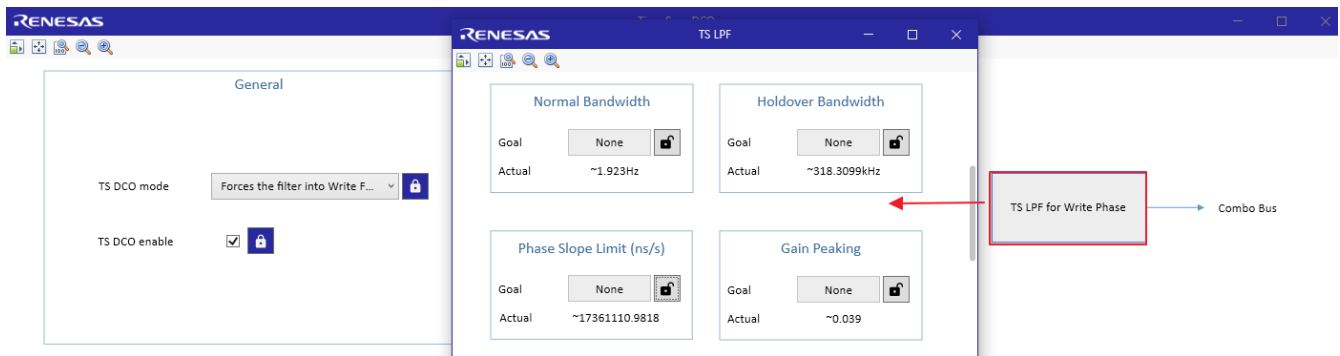 RENESAS
General
TS DCO mode
Forces the filter into Write F...
TS DCO enable
RENESAS
TS LPF
Normal Bandwidth
Goal
None
Actual
~1.923Hz
Holdover Bandwidth
Goal
None
Actual
~318.3099kHz
Phase Slope Limit (ns/s)
Goal
None
Actual
~17361110.9818
Gain Peaking
Goal
None
Actual
~0.039
TS LPF for Write Phase
Combo Bus